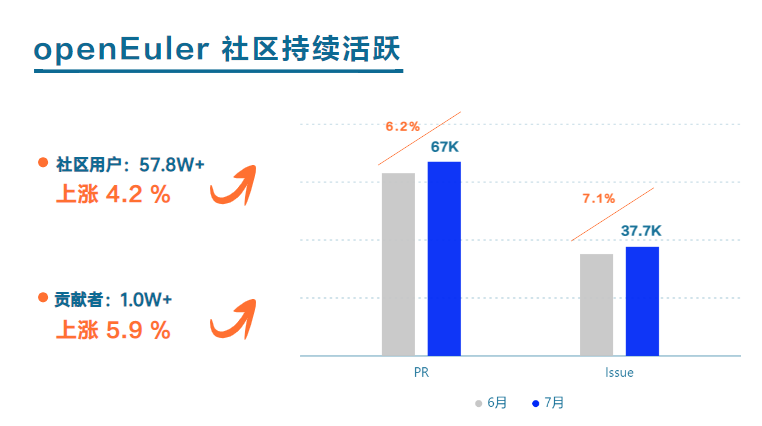 openEuler 社区持续活跃
社区用户：57.8W+
上涨 4.2 %
贡献者：1.0W+
上涨 5.9 %
6.2%
67K
7.1%
37.7K
PR
Issue
6月
7月